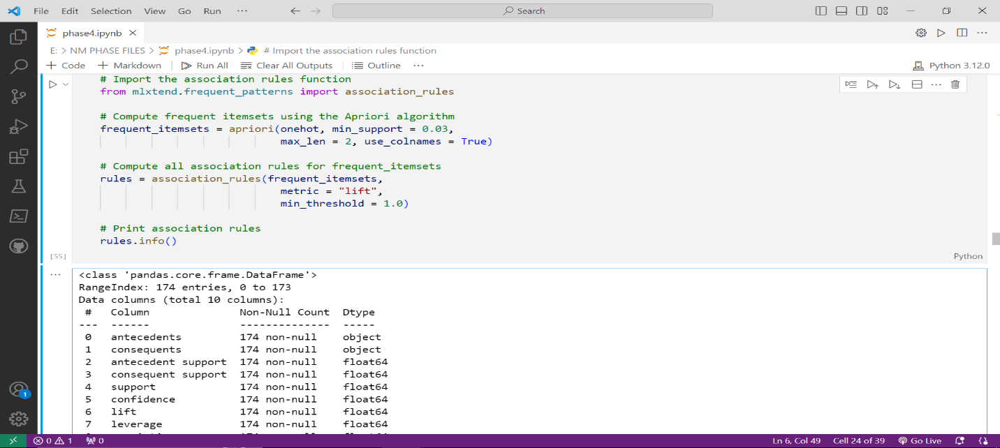 File Edit Selection View Go Run ··· Search
phase4.ipynb
E: > NM PHASE FILES > phase4.ipynb > # Import the association rules function
+ Code + Markdown Run All Clear All Outputs Outline ··· Python 3.12.0
# Import the association rules function
from mlxtend.frequent_patterns import association_rules
# Compute frequent itemsets using the Apriori algorithm
frequent_itemsets = apriori(onehot, min_support = 0.03,
max_len = 2, use_colnames = True)
# Compute all association rules for frequent_itemsets
rules = association_rules(frequent_itemsets,
metric = "lift",
min_threshold = 1.0)
# Print association rules
rules.info()
[55] Python
<class 'pandas.core.frame.DataFrame'>
RangeIndex: 174 entries, 0 to 173
Data columns (total 10 columns):
# Column Non-Null Count Dtype
--- ------ -------------- -----
0 antecedents 174 non-null object
1 consequents 174 non-null object
2 antecedent support 174 non-null float64
3 consequent support 174 non-null float64
4 support 174 non-null float64
5 confidence 174 non-null float64
6 lift 174 non-null float64
7 leverage 174 non-null float64
0 1 0 Ln 6, Col 49 Cell 24 of 39 Go Live
1